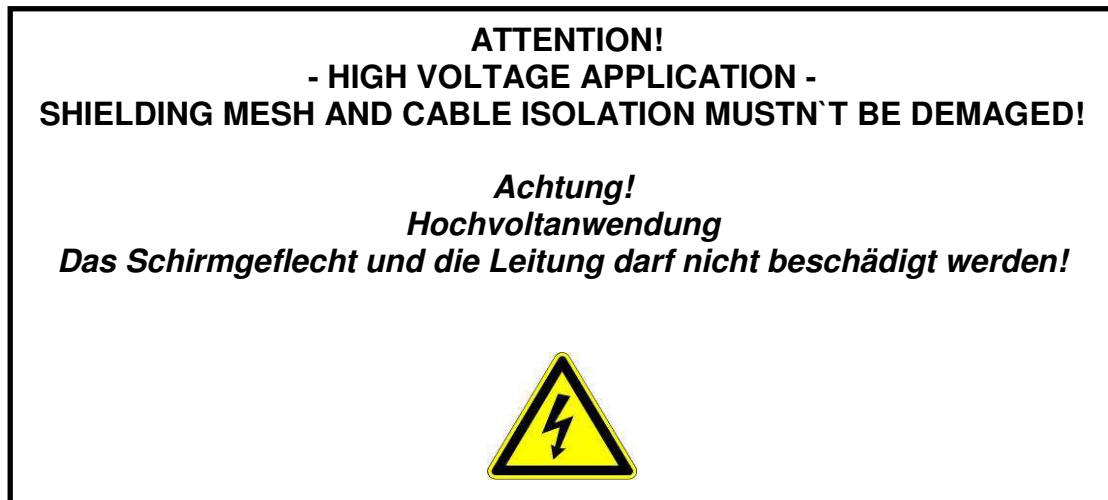 ATTENTION!
- HIGH VOLTAGE APPLICATION -
SHIELDING MESH AND CABLE ISOLATION MUSTN`T BE DEMAGED!
Achtung!
Hochvoltanwendung
Das Schirmgeflecht und die Leitung darf nicht beschädigt werden!